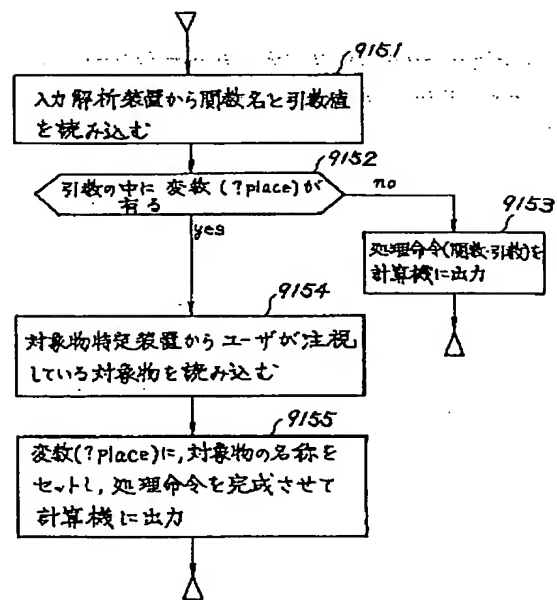 9151
入力解析装置から関数名と引数値
を読み込む
9152
引数の中に変数(?place)が
有る
no
yes
9153
処理命令(関数・引数)を
計算機に出力
9154
対象物特定装置からユーザが注視
している対象物を読み込む
9155
変数(?place)に,対象物の名称を
セットし,処理命令を完成させて
計算機に出力